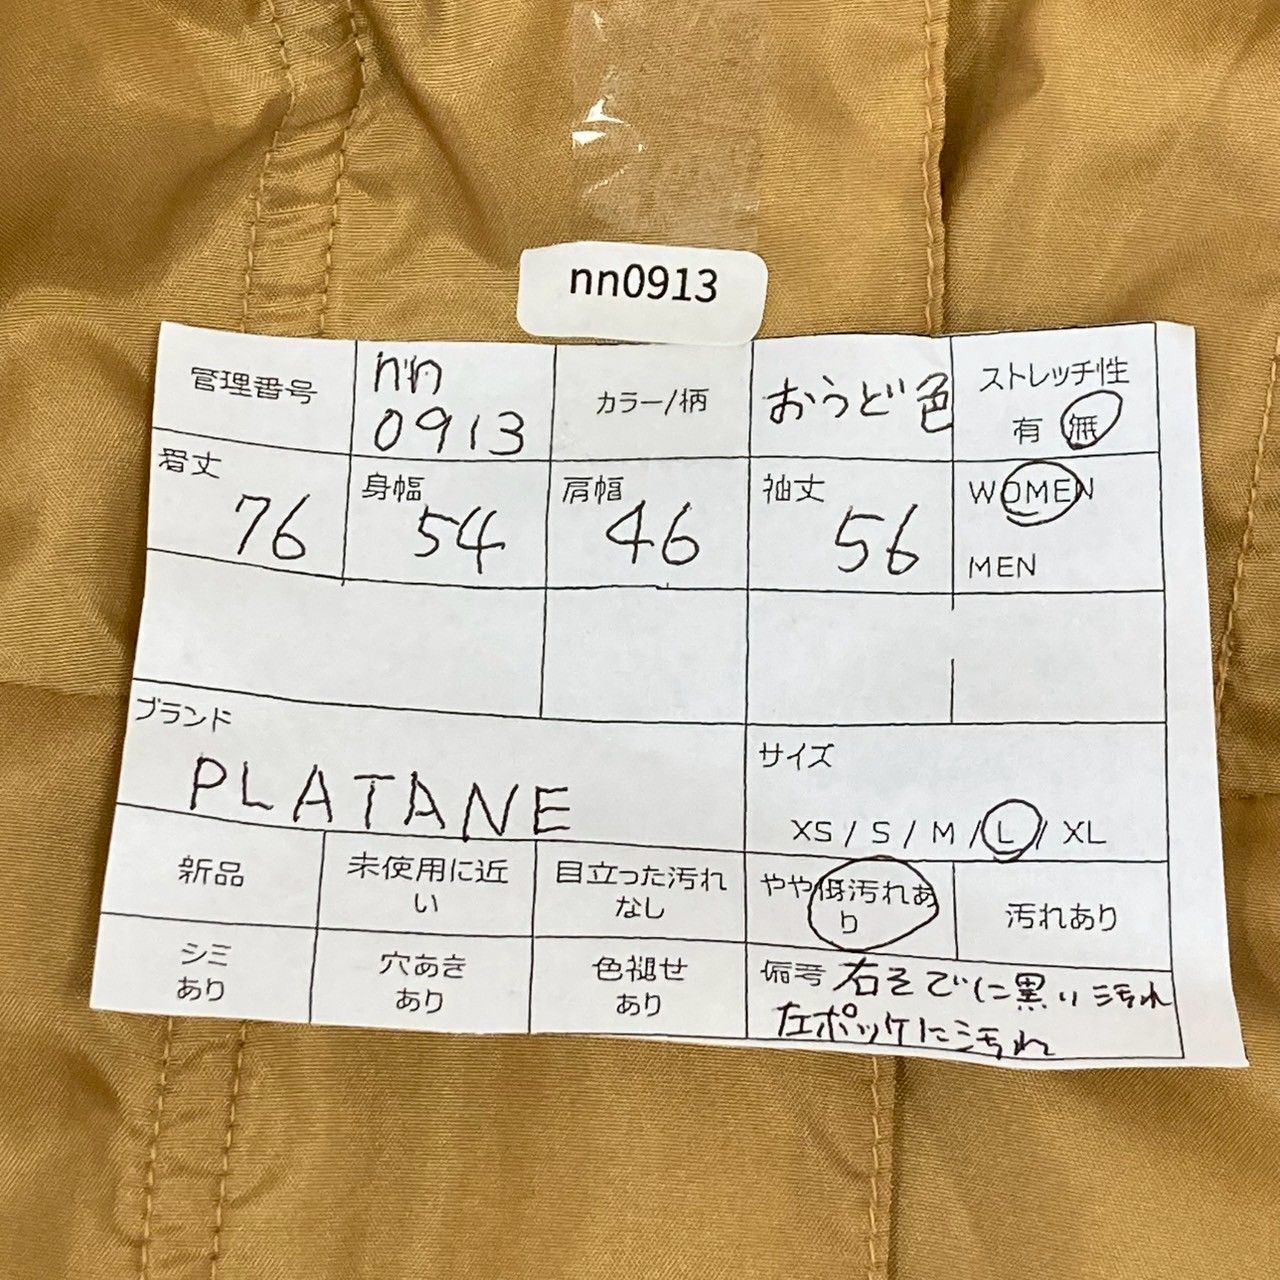 nn0913
管理番号
nn
0913
カラー/柄
おうど色
ストレッチ性
有 無
着丈
76
身幅
54
肩幅
46
袖丈
56
WOMEN
MEN
ブランド
PLATANE
サイズ
XS / S / M / L / XL
新品
未使用に近
い
目立った汚れ
なし
やや傷汚れあ
り
汚れあり
シミ
あり
穴あき
あり
色褪せ
あり
備考 右そでに黒い汚れ
左ポッケに汚れ